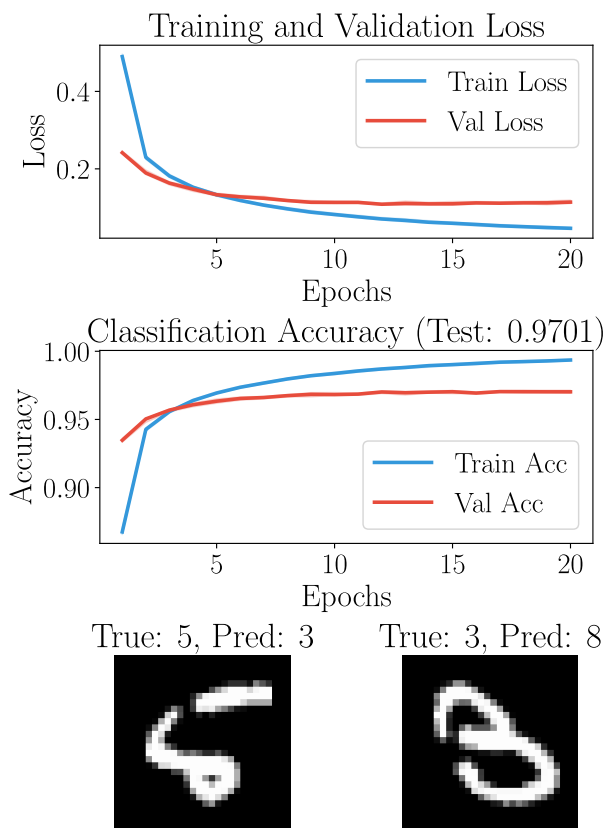 Training and Validation Loss
Loss
0.4
0.2
Train Loss
Val Loss
5
10
15
20
Epochs
Classification Accuracy (Test: 0.9701)
Accuracy
1.00
0.95
0.90
Train Acc
Val Acc
5
10
15
20
Epochs
True: 5, Pred: 3
True: 3, Pred: 8